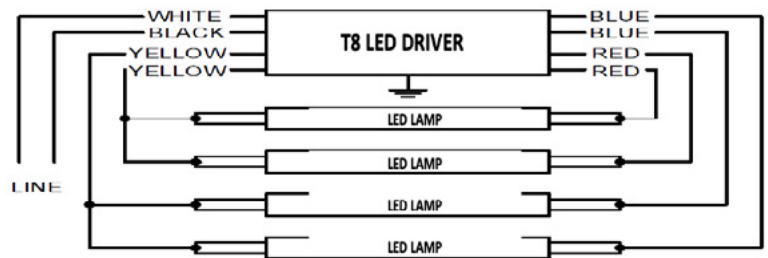 WHITE
BLACK
YELLOW
YELLOW
T8 LED DRIVER
BLUE
BLUE
RED
RED
LED LAMP
LED LAMP
LINE
LED LAMP
LED LAMP